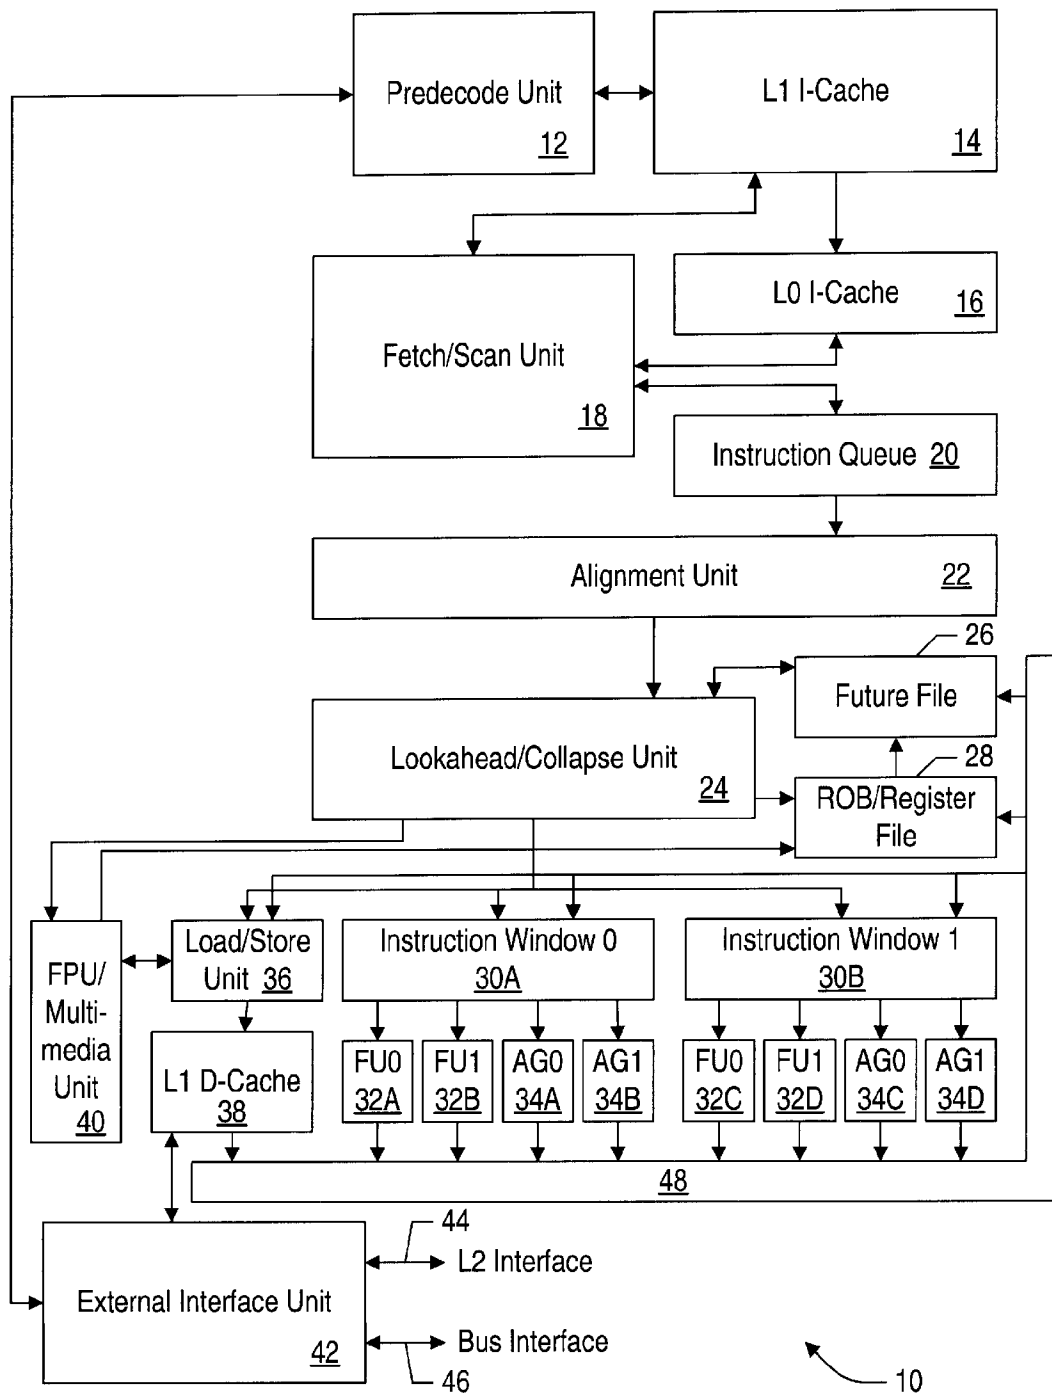 Predecode Unit
12
L1 I-Cache
14
L0 I-Cache
16
Fetch/Scan Unit
18
Instruction Queue 20
Alignment Unit
22
26
Future File
Lookahead/Collapse Unit
24
28
ROB/Register
File
FPU/
Multi-
media
Unit
40
Load/Store
Unit 36
Instruction Window 0
30A
Instruction Window 1
30B
L1 D-Cache
38
FU0
32A
FU1
32B
AG0
34A
AG1
34B
FU0
32C
FU1
32D
AG0
34C
AG1
34D
48
44
L2 Interface
External Interface Unit
42
Bus Interface
46
10